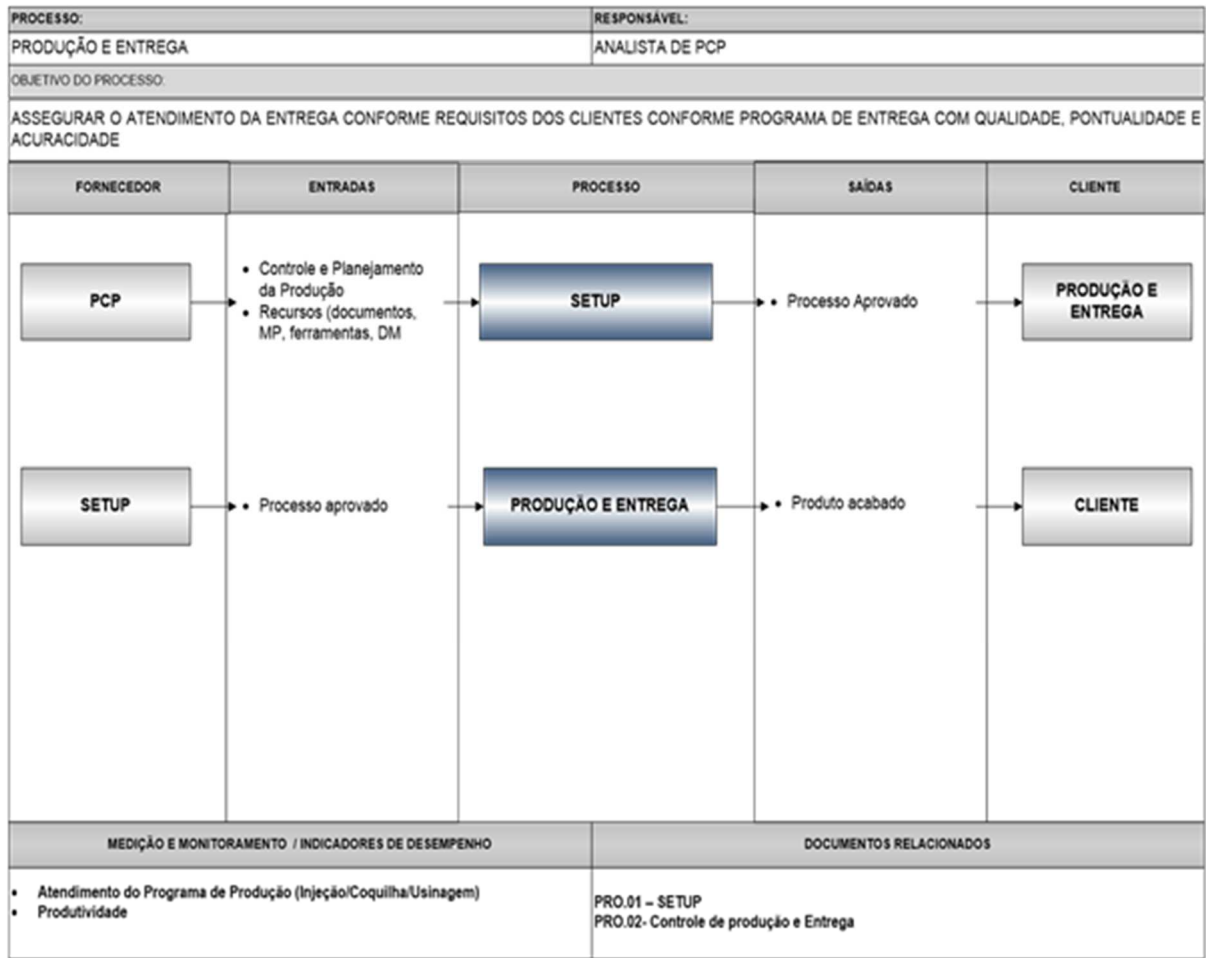 PROCESSO:
RESPONSÁVEL:
PRODUÇÃO E ENTREGA
ANALISTA DE PCP
OBJETIVO DO PROCESSO:
ASSEGURAR O ATENDIMENTO DA ENTREGA CONFORME REQUISITOS DOS CLIENTES CONFORME PROGRAMA DE ENTREGA COM QUALIDADE, PONTUALIDADE E
ACURACIDADE
FORNECEDOR
ENTRADAS
PROCESSO
SAÍDAS
CLIENTE
PCP
• Controle e Planejamento
da Produção
• Recursos (documentos,
MP, ferramentas, DM
SETUP
• Processo Aprovado
PRODUÇÃO E
ENTREGA
SETUP
• Processo aprovado
PRODUÇÃO E ENTREGA
• Produto acabado
CLIENTE
MEDIÇÃO E MONITORAMENTO / INDICADORES DE DESEMPENHO
DOCUMENTOS RELACIONADOS
• Atendimento do Programa de Produção (Injeção/Coquilha/Usinagem)
• Produtividade
PRO.01 – SETUP
PRO.02- Controle de produção e Entrega